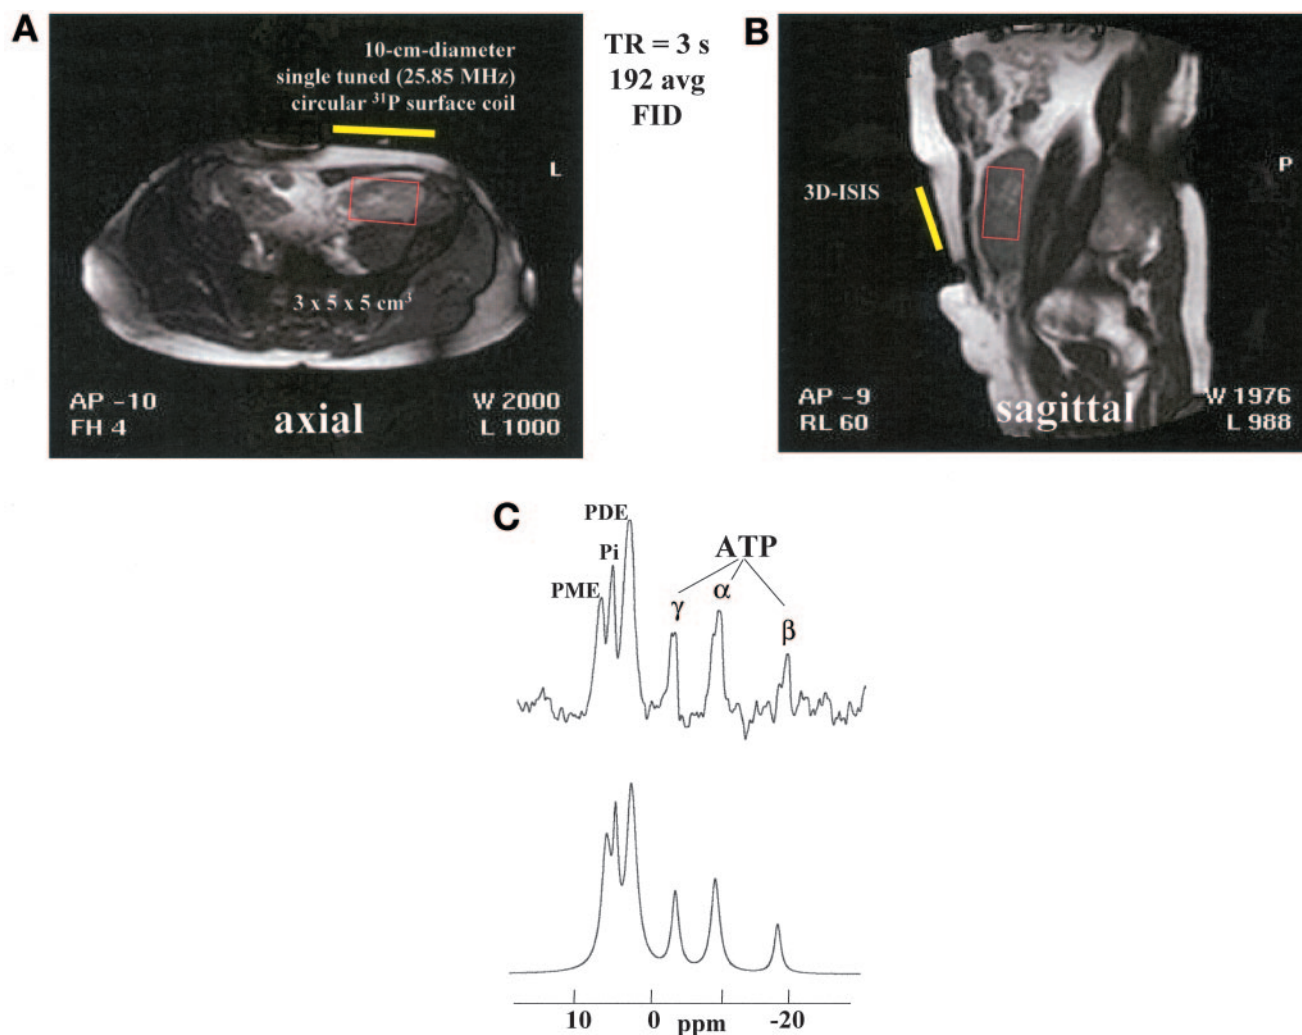 A
10-cm-diameter
single tuned (25.85 MHz)
circular ³¹P surface coil
L
3 x 5 x 5 cm³
AP -10
FH 4
axial
W 2000
L 1000
TR = 3 s
192 avg
FID
B
3D-ISIS
P
AP -9
RL 60
sagittal
W 1976
L 988
C
PDE
Pi
PME
ATP
γ
α
β
10 0 ppm -20